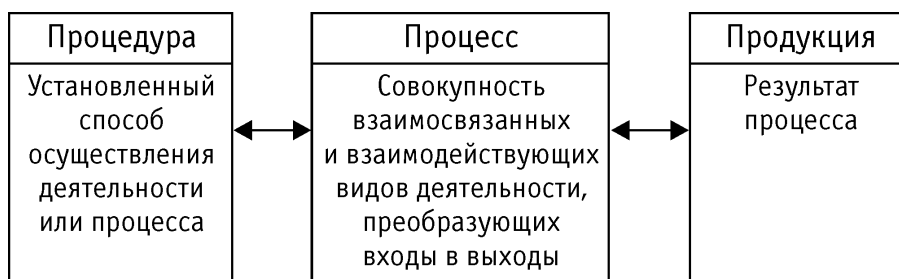 Процедура
Установленный
способ
осуществления
деятельности
или процесса
Процесс
Совокупность
взаимосвязанных
и взаимодействующих
видов деятельности,
преобразующих
входы в выходы
Продукция
Результат
процесса